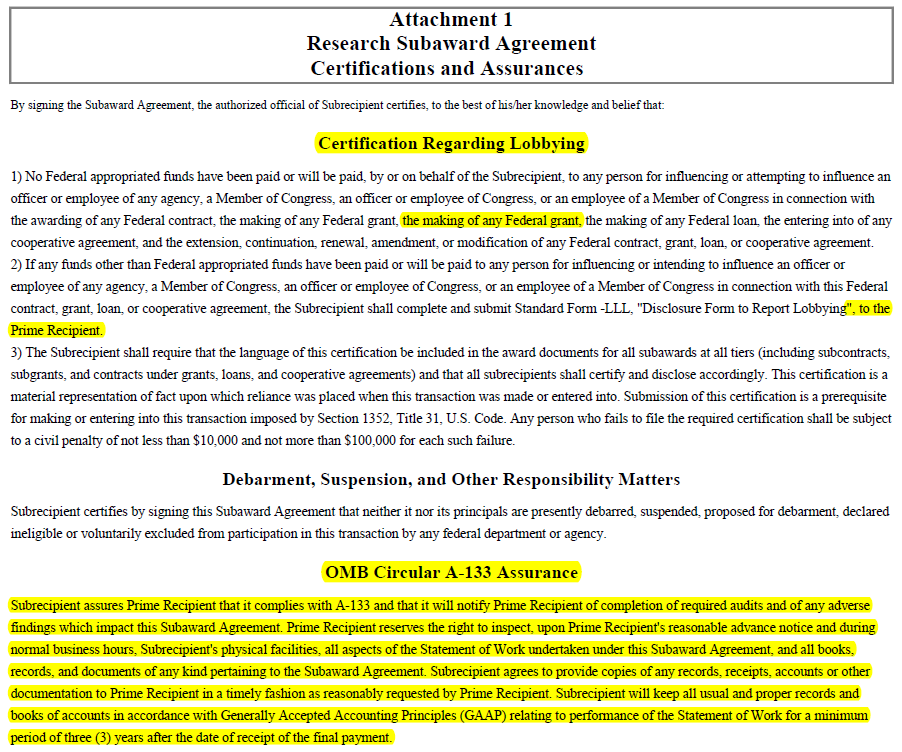 Attachment 1
Research Subaward Agreement
Certifications and Assurances
By signing the Subaward Agreement, the authorized official of Subrecipient certifies, to the best of his/her knowledge and belief that:
Certification Regarding Lobbying
1) No Federal appropriated funds have been paid or will be paid, by or on behalf of the Subrecipient, to any person for influencing or attempting to influence an
officer or employee of any agency, a Member of Congress, an officer or employee of Congress, or an employee of a Member of Congress in connection with
the awarding of any Federal contract, the making of any Federal grant, the making of any Federal grant, the making of any Federal loan, the entering into of any
cooperative agreement, and the extension, continuation, renewal, amendment, or modification of any Federal contract, grant, loan, or cooperative agreement.
2) If any funds other than Federal appropriated funds have been paid or will be paid to any person for influencing or intending to influence an officer or
employee of any agency, a Member of Congress, an officer or employee of Congress, or an employee of a Member of Congress in connection with this Federal
contract, grant, loan, or cooperative agreement, the Subrecipient shall complete and submit Standard Form -LLL, "Disclosure Form to Report Lobbying", to the
Prime Recipient.
3) The Subrecipient shall require that the language of this certification be included in the award documents for all subawards at all tiers (including subcontracts,
subgrants, and contracts under grants, loans, and cooperative agreements) and that all subrecipients shall certify and disclose accordingly. This certification is a
material representation of fact upon which reliance was placed when this transaction was made or entered into. Submission of this certification is a prerequisite
for making or entering into this transaction imposed by Section 1352, Title 31, U.S. Code. Any person who fails to file the required certification shall be subject
to a civil penalty of not less than $10,000 and not more than $100,000 for each such failure.
Debarment, Suspension, and Other Responsibility Matters
Subrecipient certifies by signing this Subaward Agreement that neither it nor its principals are presently debarred, suspended, proposed for debarment, declared
ineligible or voluntarily excluded from participation in this transaction by any federal department or agency.
OMB Circular A-133 Assurance
Subrecipient assures Prime Recipient that it complies with A-133 and that it will notify Prime Recipient of completion of required audits and of any adverse
findings which impact this Subaward Agreement. Prime Recipient reserves the right to inspect, upon Prime Recipient's reasonable advance notice and during
normal business hours, Subrecipient's physical facilities, all aspects of the Statement of Work undertaken under this Subaward Agreement, and all books,
records, and documents of any kind pertaining to the Subaward Agreement. Subrecipient agrees to provide copies of any records, receipts, accounts or other
documentation to Prime Recipient in a timely fashion as reasonably requested by Prime Recipient. Subrecipient will keep all usual and proper records and
books of accounts in accordance with Generally Accepted Accounting Principles (GAAP) relating to performance of the Statement of Work for a minimum
period of three (3) years after the date of receipt of the final payment.